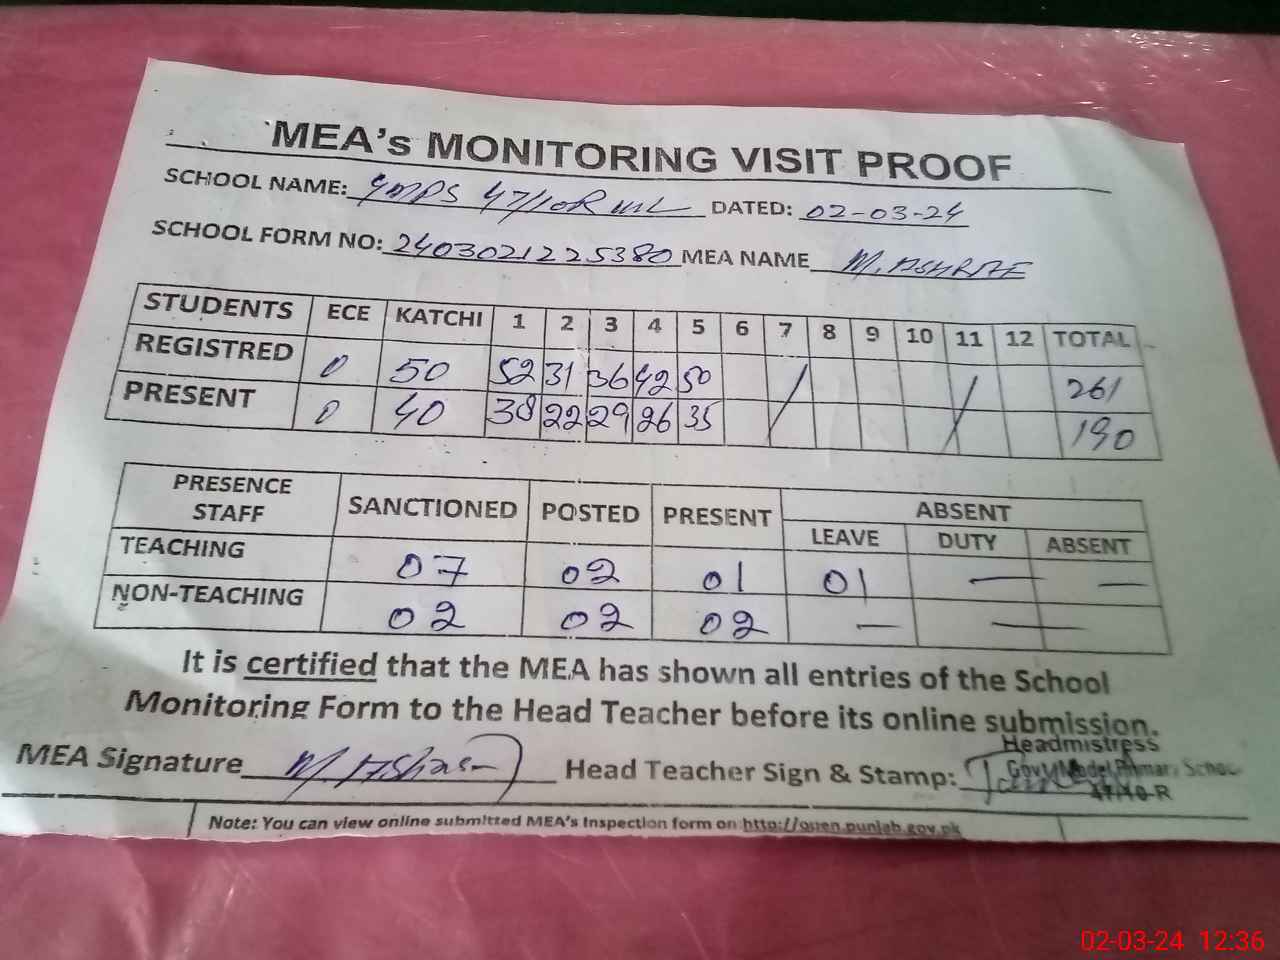 MEA's MONITORING VISIT PROOF
SCHOOL NAME: GMPS 47/10R DATED: 02-03-24
SCHOOL FORM NO: 2403021225380 MEA NAME M. ASHRAF
STUDENTS ECE KATCHI 1 2 3 4 5 6 7 8 9 10 11 12 TOTAL
REGISTRED 0 50 52 31 36 42 50 261
PRESENT 0 40 38 22 29 26 35 190
PRESENCE STAFF SANCTIONED POSTED PRESENT ABSENT
LEAVE DUTY ABSENT
TEACHING 07 02 01 01 — —
NON-TEACHING 02 02 02 — —
It is certified that the MEA has shown all entries of the School
Monitoring Form to the Head Teacher before its online submission.
MEA Signature M. Ashraf Head Teacher Sign & Stamp:
Headmistress
Govt Model Primary School
47/10-R
Note: You can view online submitted MEA's Inspection form on http://open.punjab.gov.pk
02-03-24 12:36